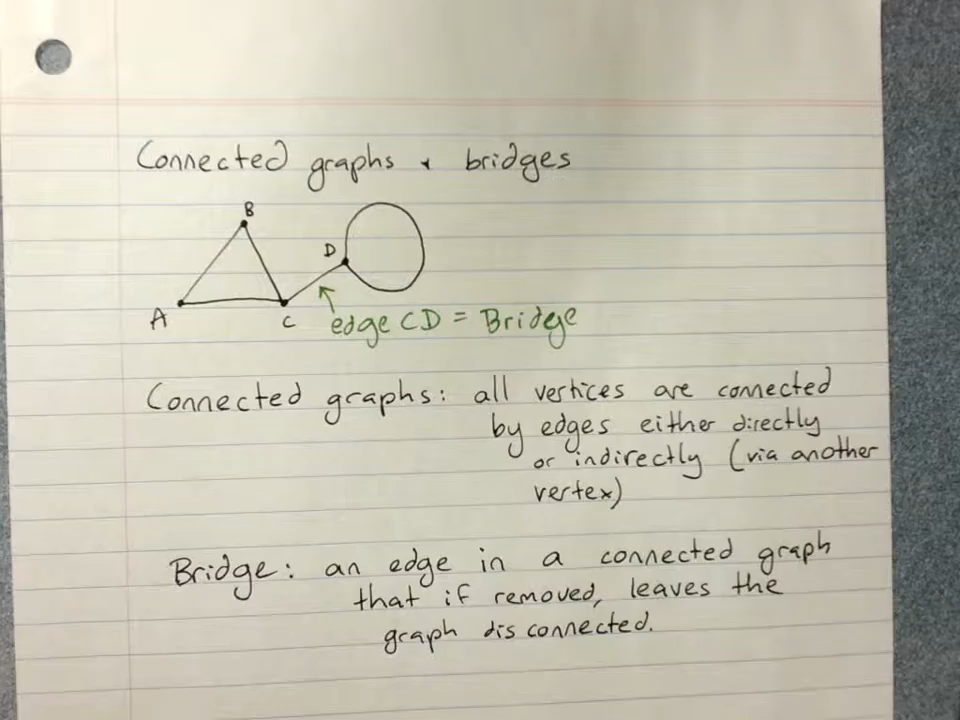 Connected graphs + bridges
B
D
A
C
edge CD = Bridge
Connected graphs: all vertices are connected
by edges either directly
or indirectly (via another
vertex)
Bridge: an edge in a connected graph
that if removed, leaves the
graph disconnected.